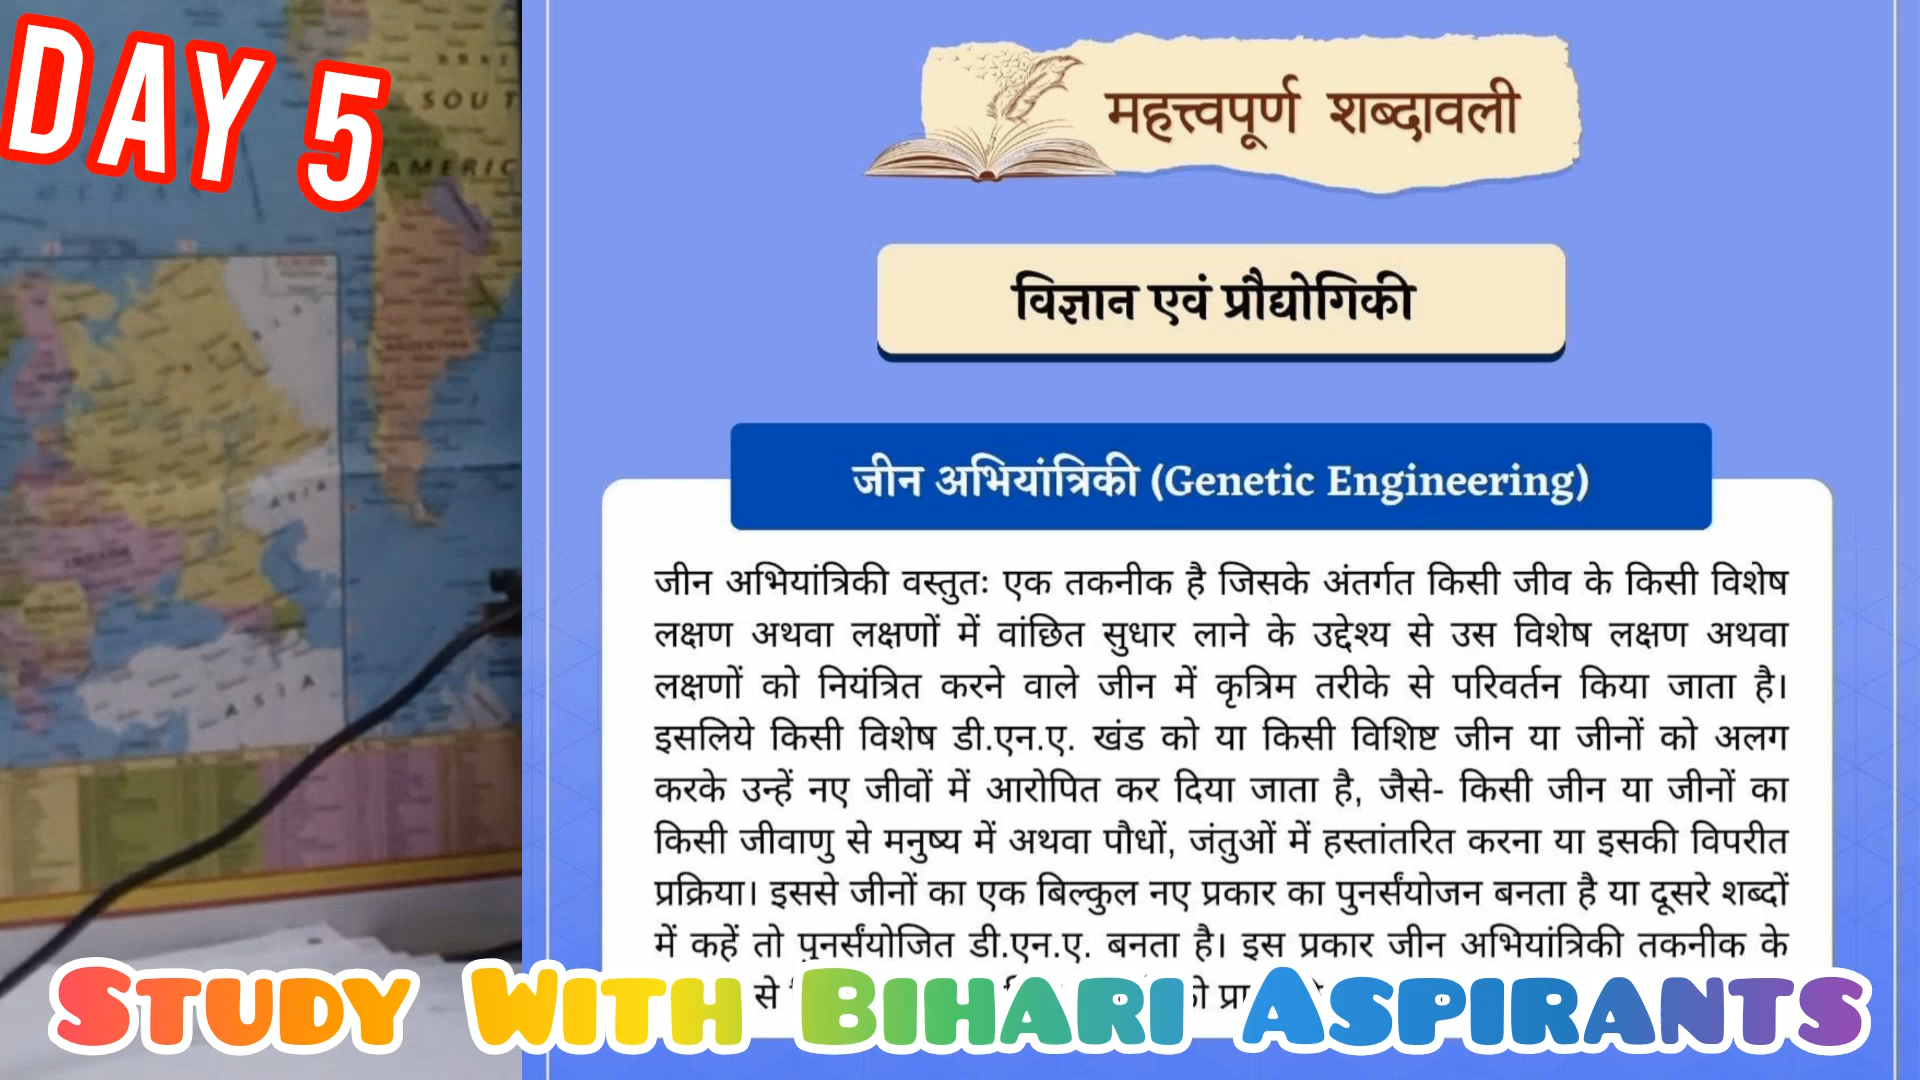 DAY 5
SOUT
AMERIC
ASIA
महत्त्वपूर्ण शब्दावली
विज्ञान एवं प्रौद्योगिकी
जीन अभियांत्रिकी (Genetic Engineering)
जीन अभियांत्रिकी वस्तुतः एक तकनीक है जिसके अंतर्गत किसी जीव के किसी विशेष
लक्षण अथवा लक्षणों में वांछित सुधार लाने के उद्देश्य से उस विशेष लक्षण अथवा
लक्षणों को नियंत्रित करने वाले जीन में कृत्रिम तरीके से परिवर्तन किया जाता है।
इसलिये किसी विशेष डी.एन.ए. खंड को या किसी विशिष्ट जीन या जीनों को अलग
करके उन्हें नए जीवों में आरोपित कर दिया जाता है, जैसे- किसी जीन या जीनों का
किसी जीवाणु से मनुष्य में अथवा पौधों, जंतुओं में हस्तांतरित करना या इसकी विपरीत
प्रक्रिया। इससे जीनों का एक बिल्कुल नए प्रकार का पुनर्संयोजन बनता है या दूसरे शब्दों
में कहें तो पुनर्संयोजित डी.एन.ए. बनता है। इस प्रकार जीन अभियांत्रिकी तकनीक के
से
STUDY WITH BIHARI ASPIRANTS